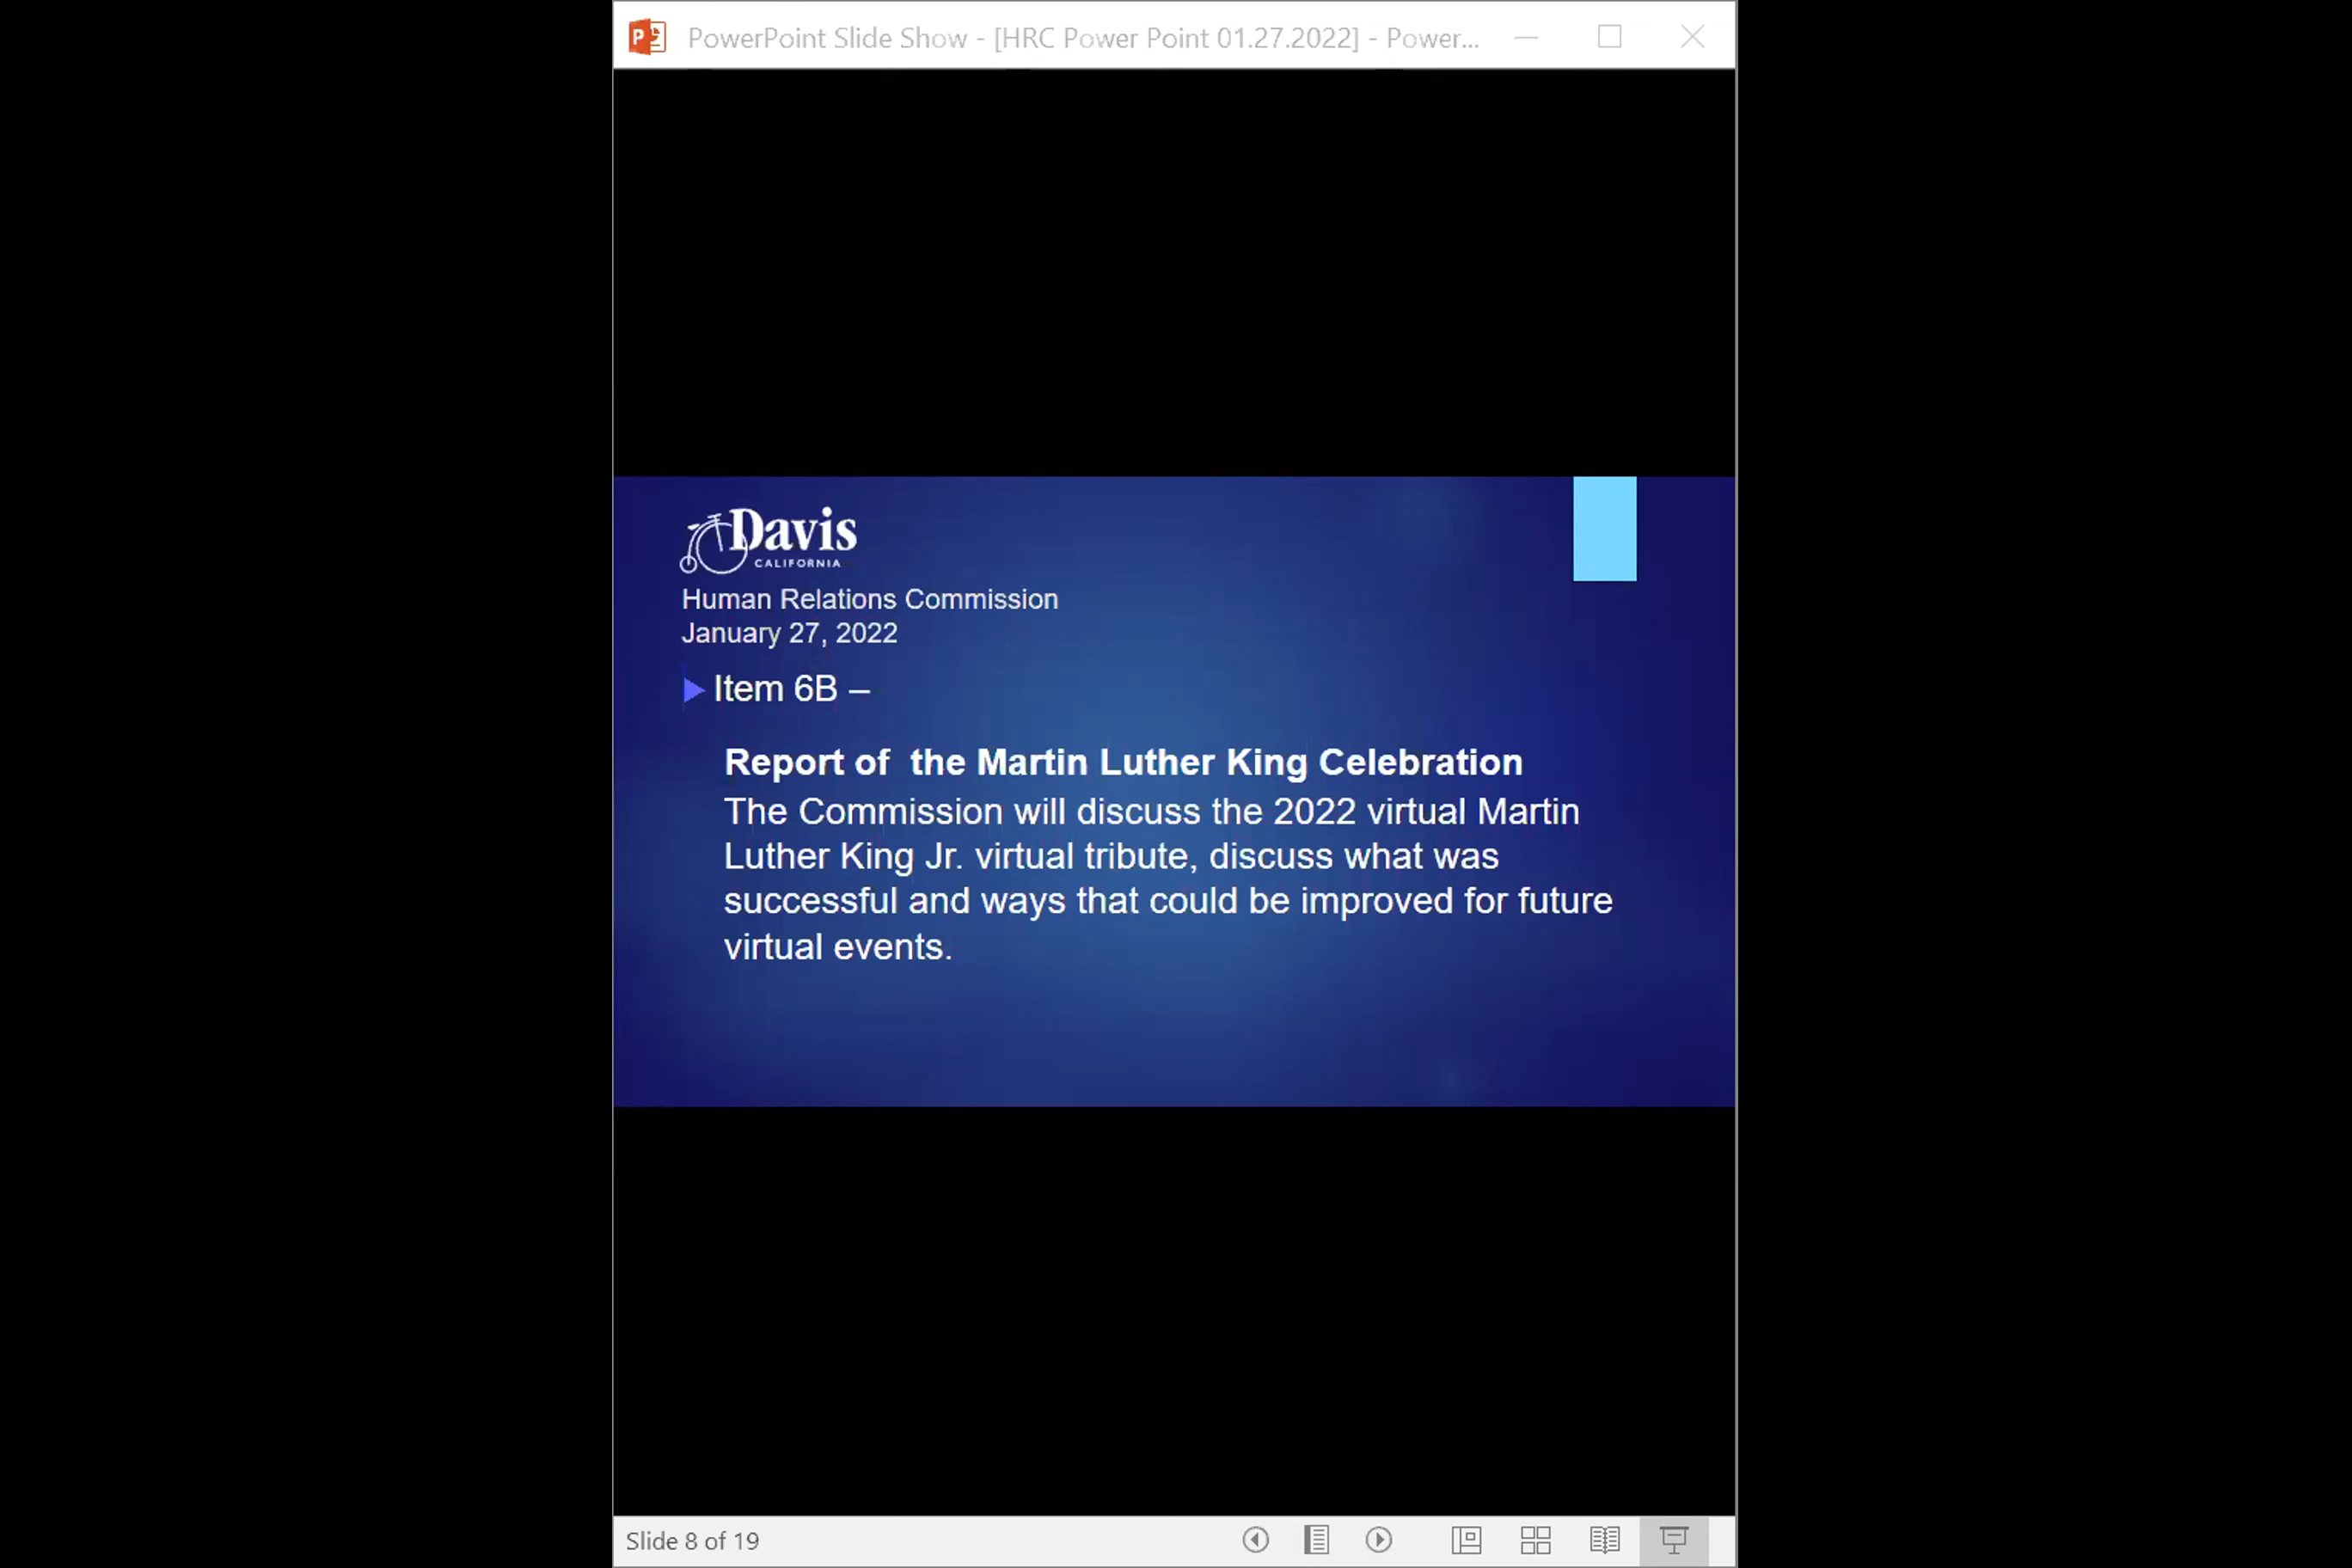 PowerPoint Slide Show - [HRC Power Point 01.27.2022] - Power...
Davis
CALIFORNIA
Human Relations Commission
January 27, 2022
Item 6B –
Report of  the Martin Luther King Celebration
The Commission will discuss the 2022 virtual Martin
Luther King Jr. virtual tribute, discuss what was
successful and ways that could be improved for future
virtual events.
Slide 8 of 19